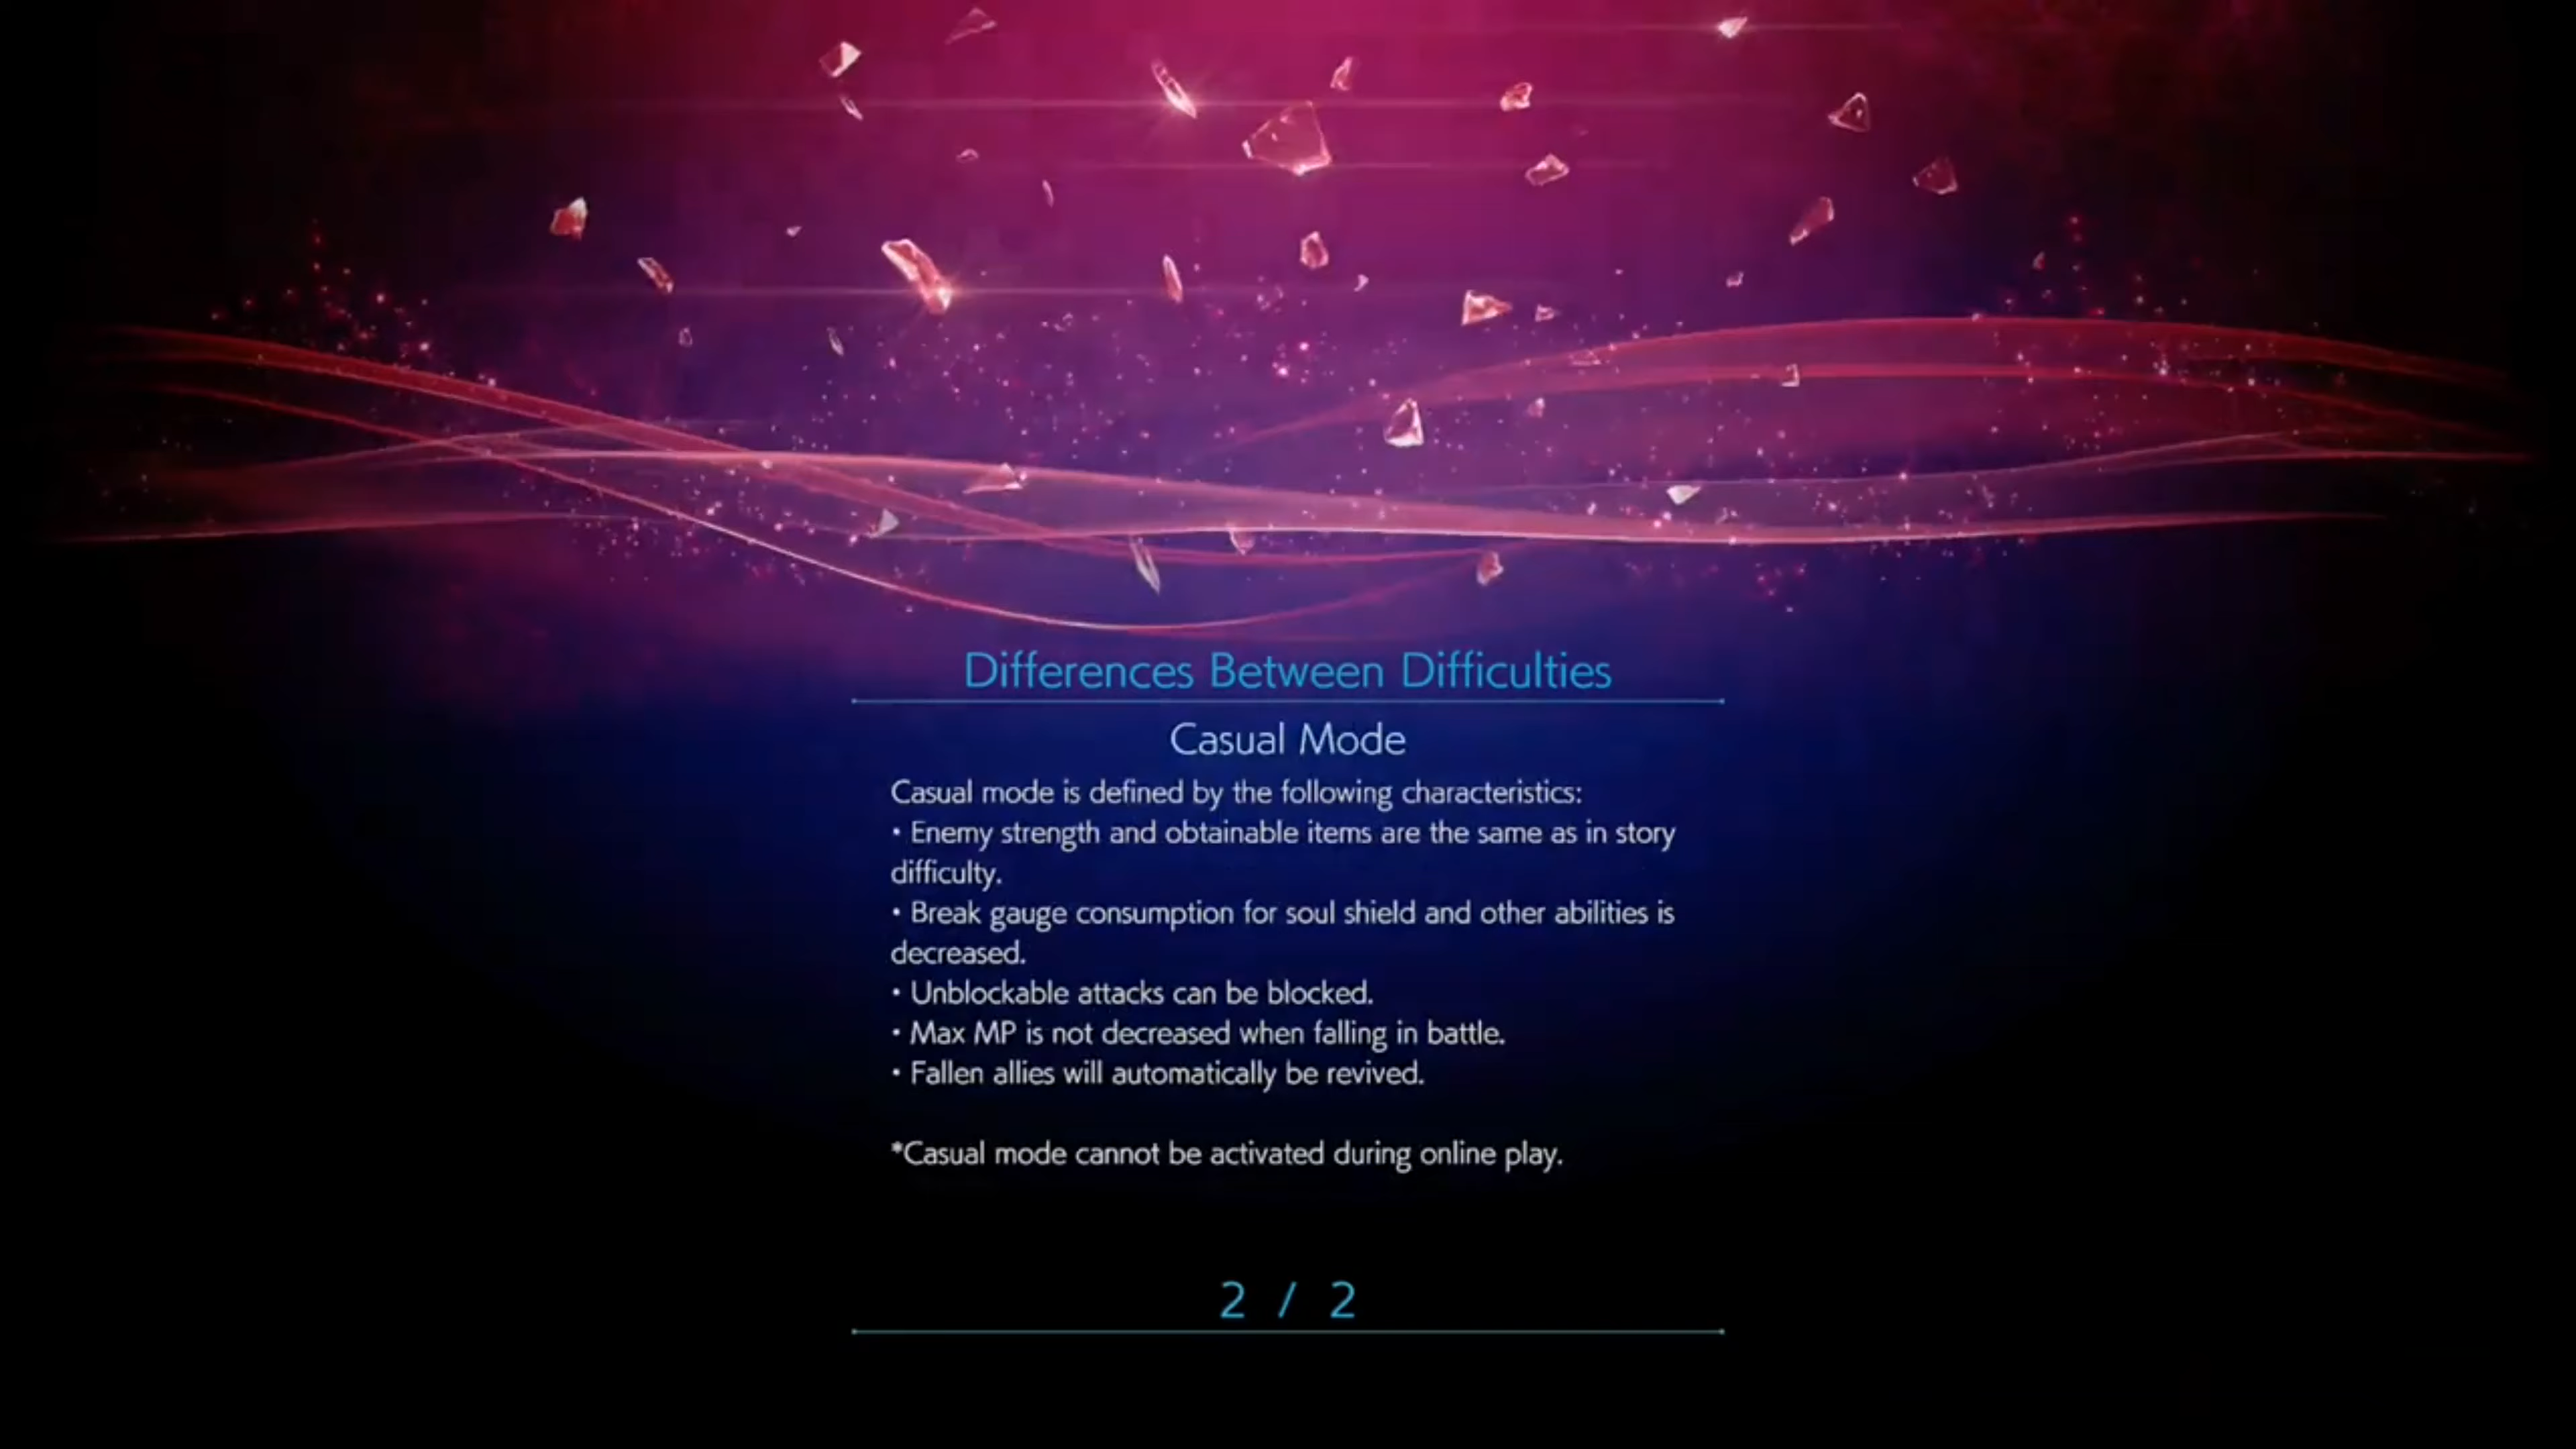 Differences Between Difficulties
Casual Mode
Casual mode is defined by the following characteristics:
• Enemy strength and obtainable items are the same as in story
difficulty.
• Break gauge consumption for soul shield and other abilities is
decreased.
• Unblockable attacks can be blocked.
• Max MP is not decreased when falling in battle.
• Fallen allies will automatically be revived.
*Casual mode cannot be activated during online play.
2 / 2